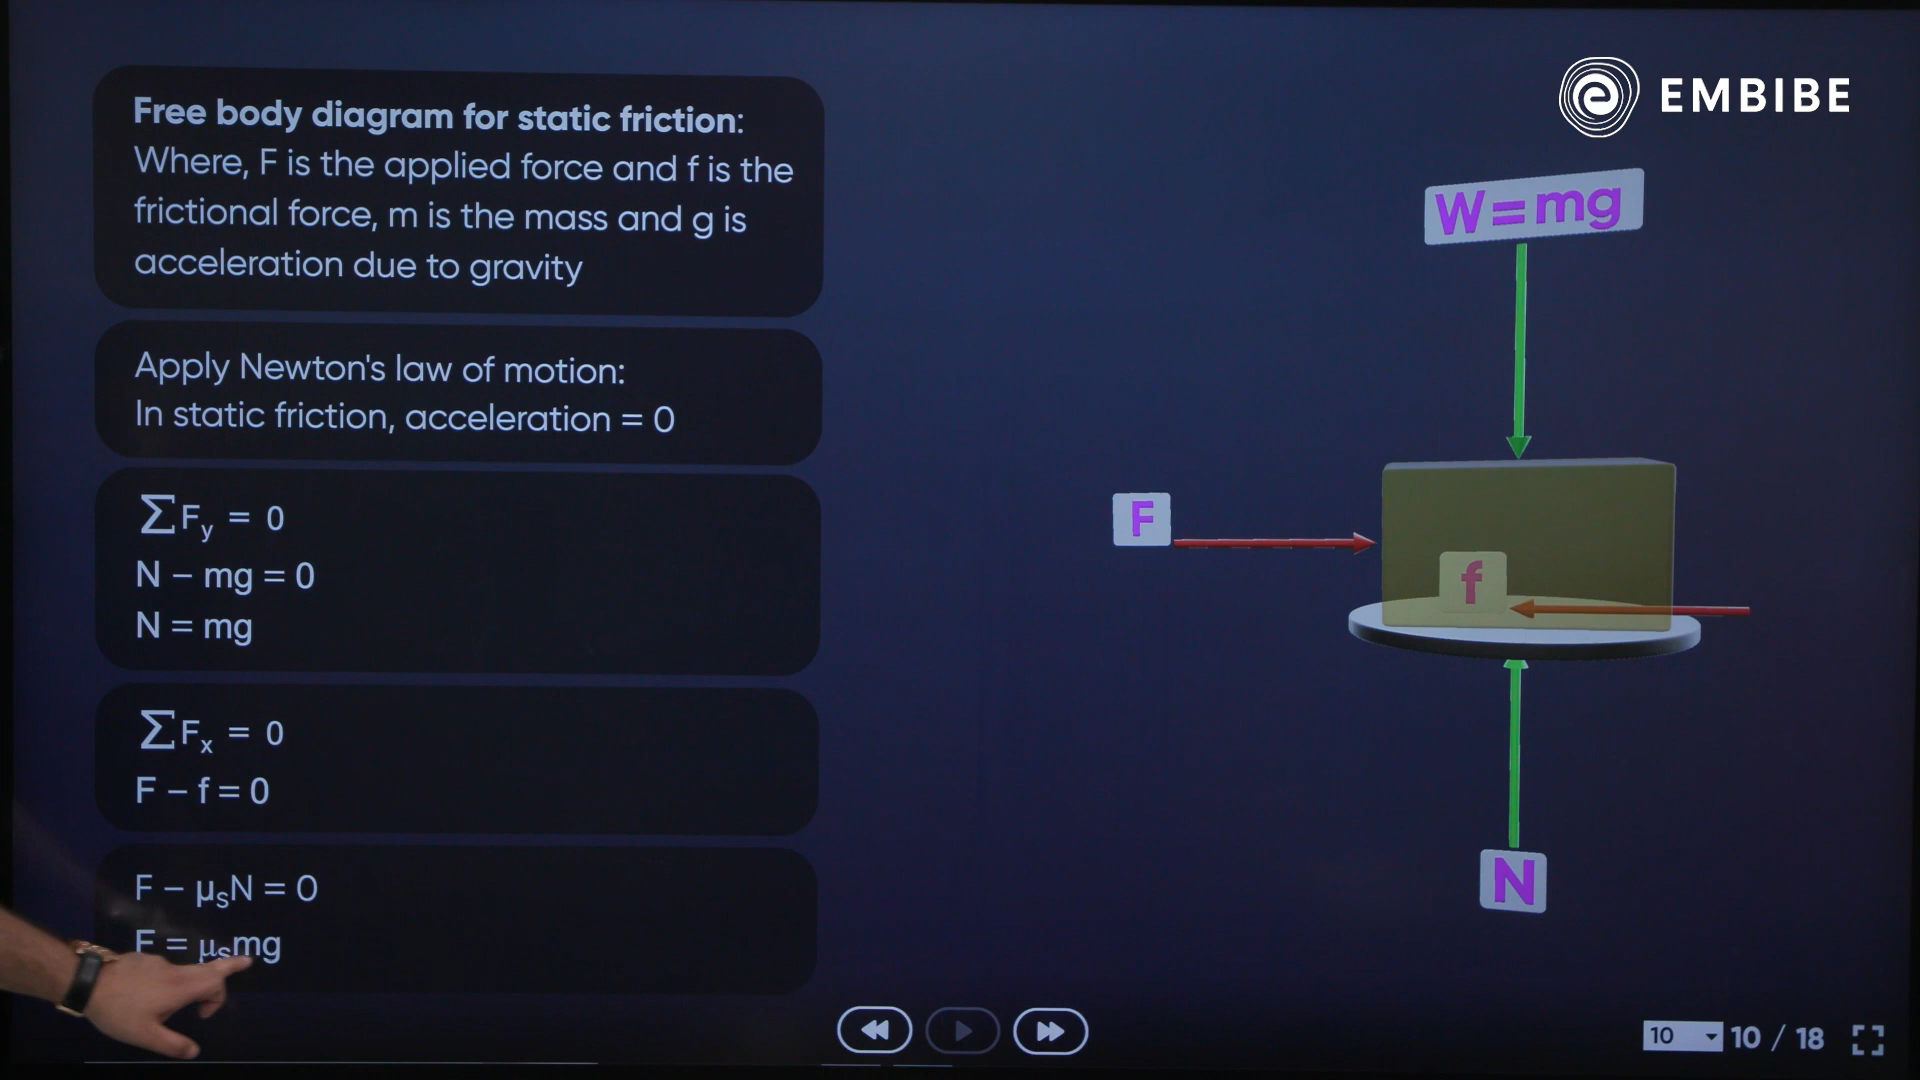 EMBIBE
Free body diagram for static friction:
Where, F is the applied force and f is the
frictional force, m is the mass and g is
acceleration due to gravity
Apply Newton's law of motion:
In static friction, acceleration = 0
∑Fy = 0
N – mg = 0
N = mg
∑Fx = 0
F – f = 0
F – μsN = 0
F = μsmg
W=mg
F
f
N
10
10 / 18